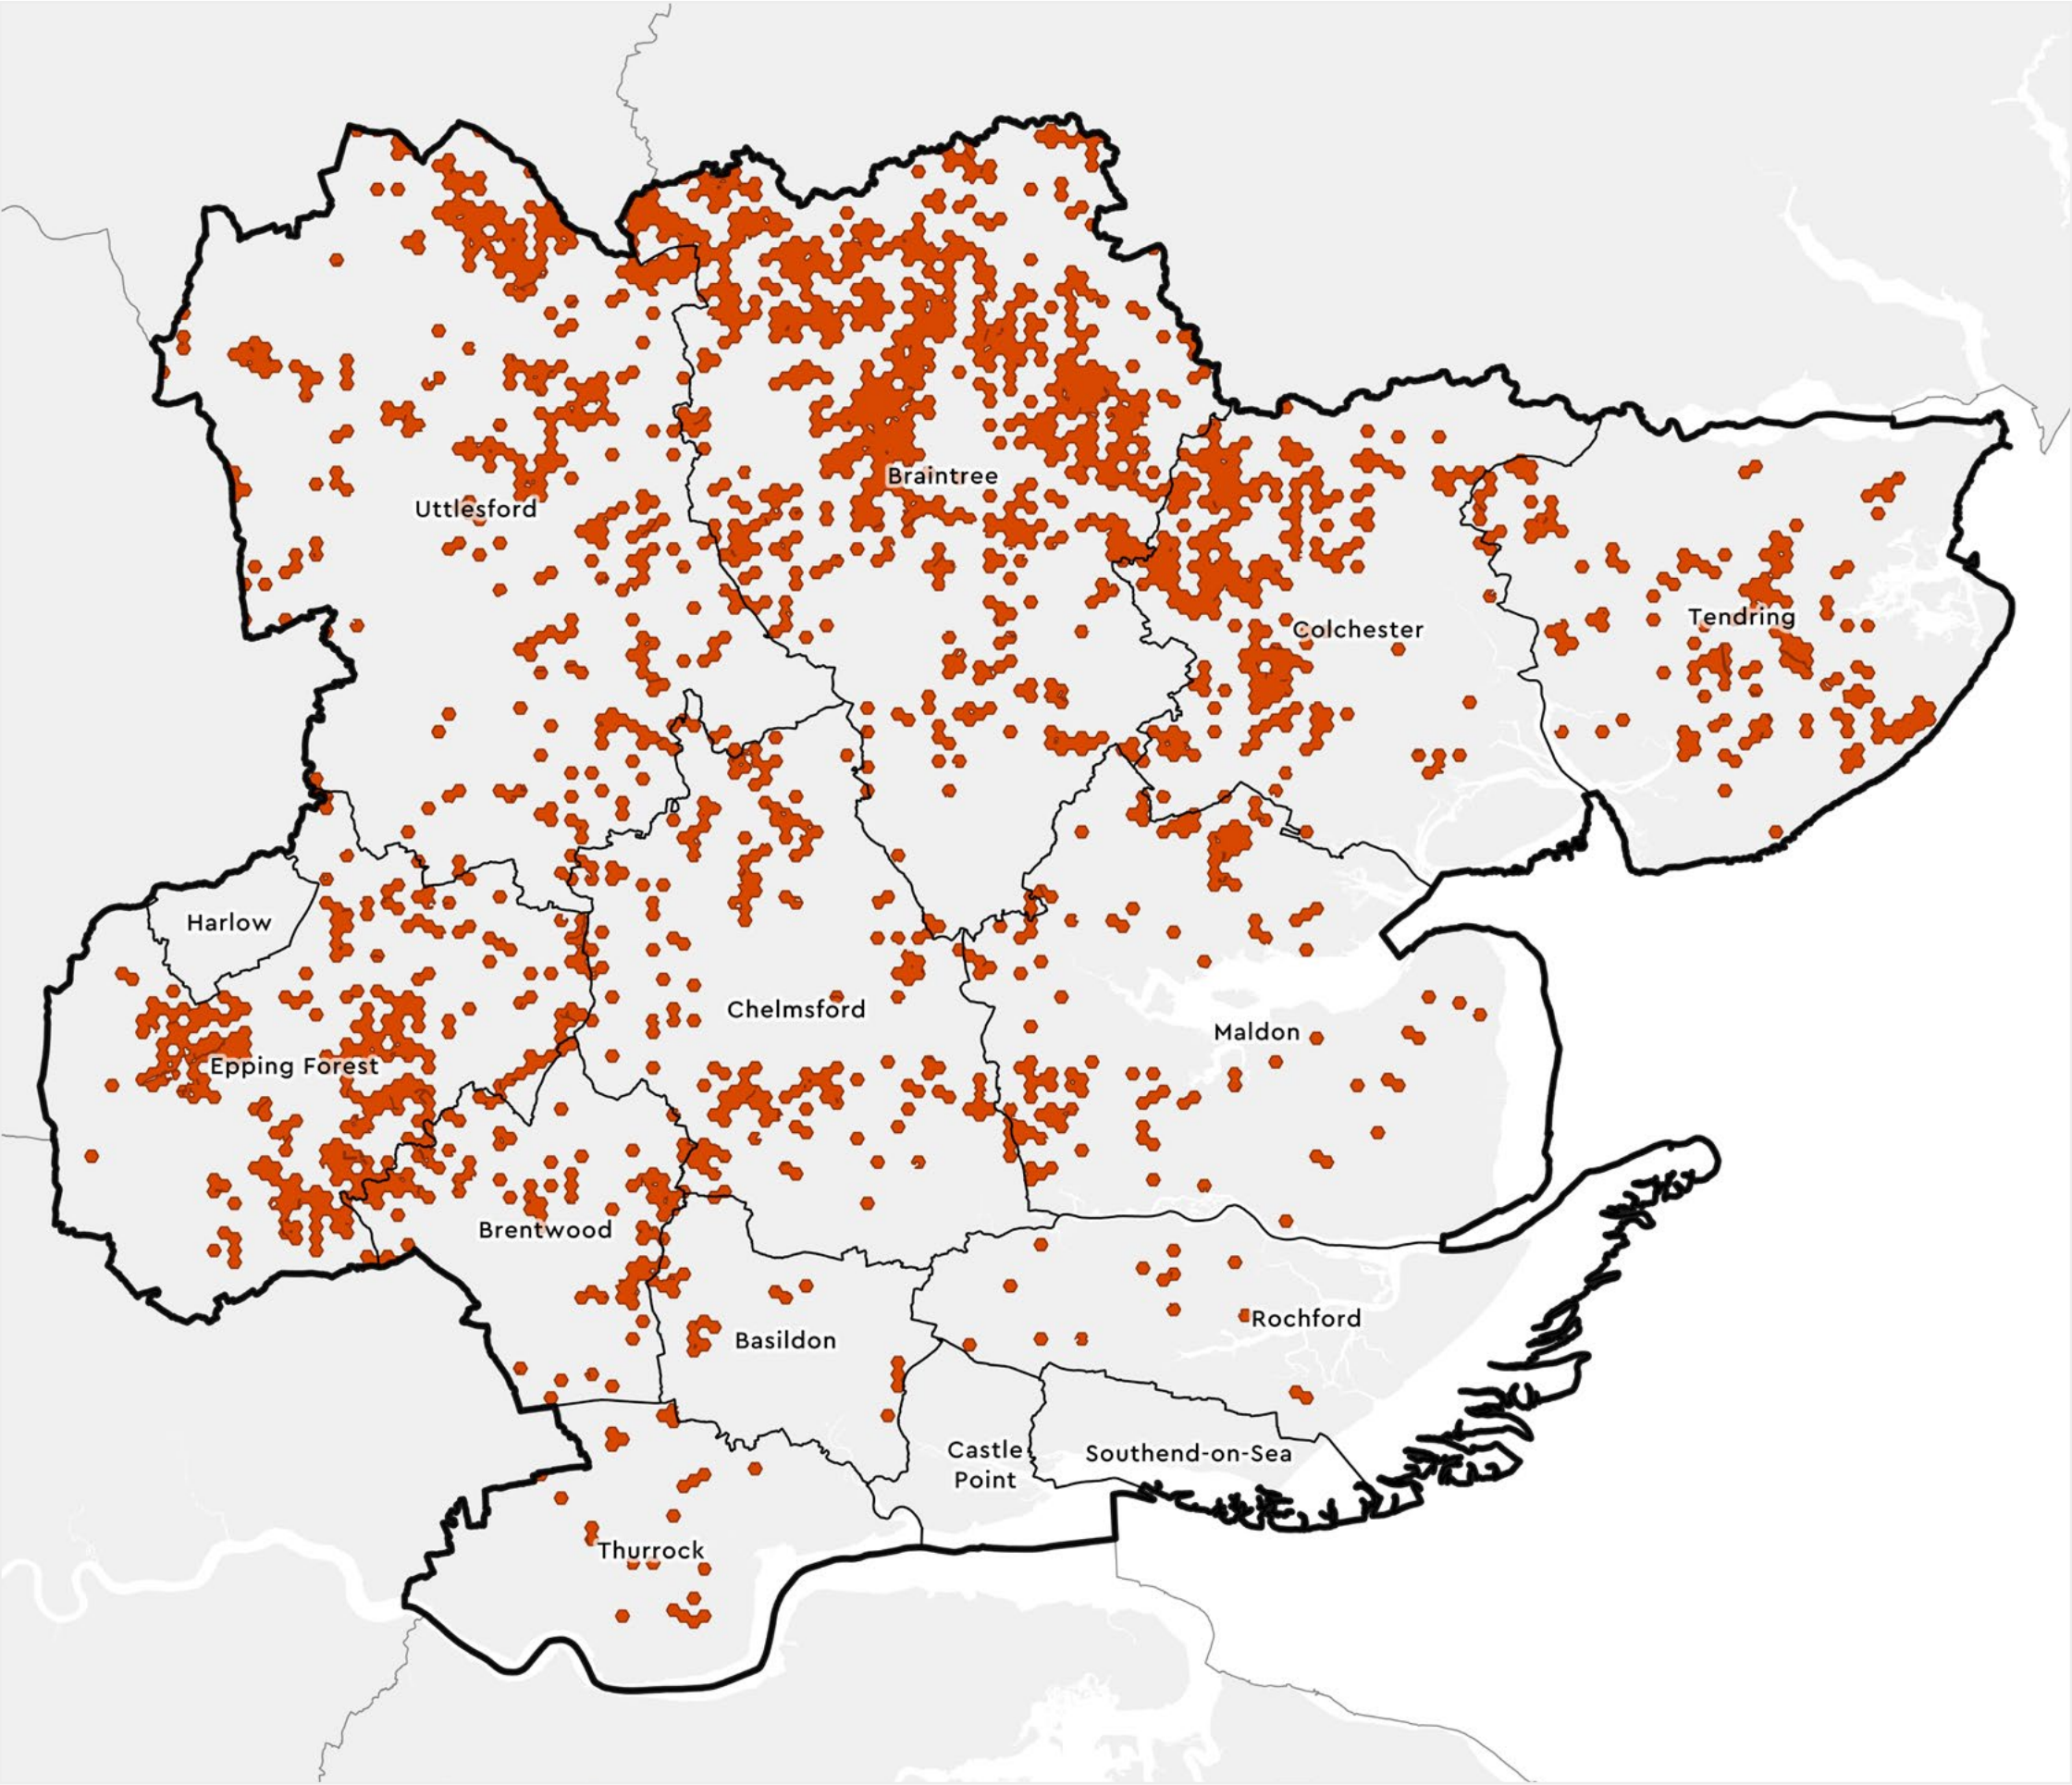 Braintree
Uttlesford
Tendring
Colchester
Harlow
Chelmsford
Maldon
Epping Forest
Brentwood
Rochford
Basildon
Castle
Point
Southend-on-Sea
Thurrock